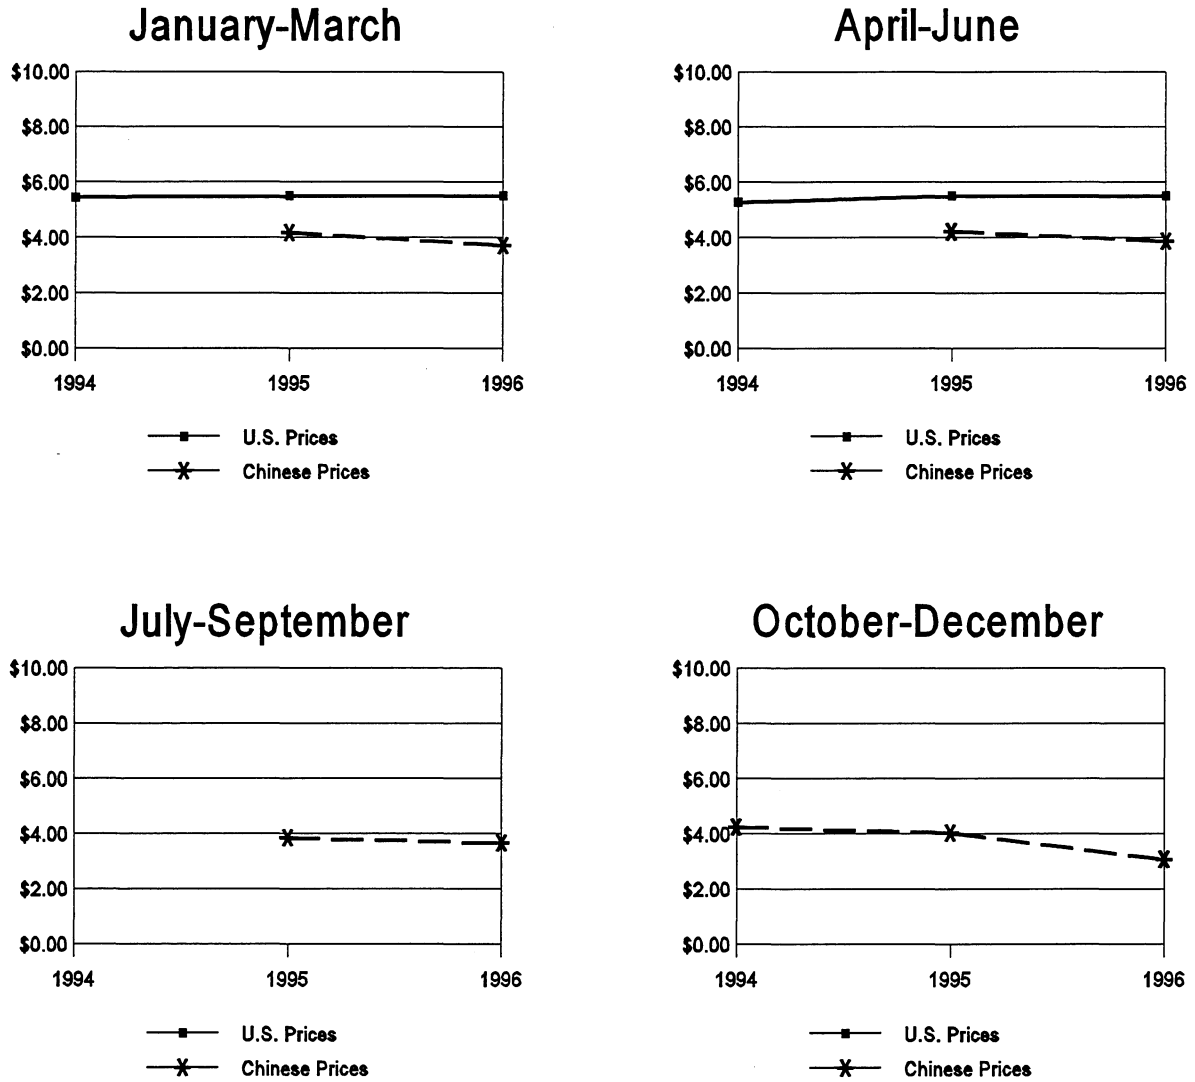 January-March
$10.00
$8.00
$6.00
$4.00
$2.00
$0.00
1994 1995 1996
U.S. Prices
Chinese Prices
April-June
$10.00
$8.00
$6.00
$4.00
$2.00
$0.00
1994 1995 1996
U.S. Prices
Chinese Prices
July-September
$10.00
$8.00
$6.00
$4.00
$2.00
$0.00
1994 1995 1996
U.S. Prices
Chinese Prices
October-December
$10.00
$8.00
$6.00
$4.00
$2.00
$0.00
1994 1995 1996
U.S. Prices
Chinese Prices